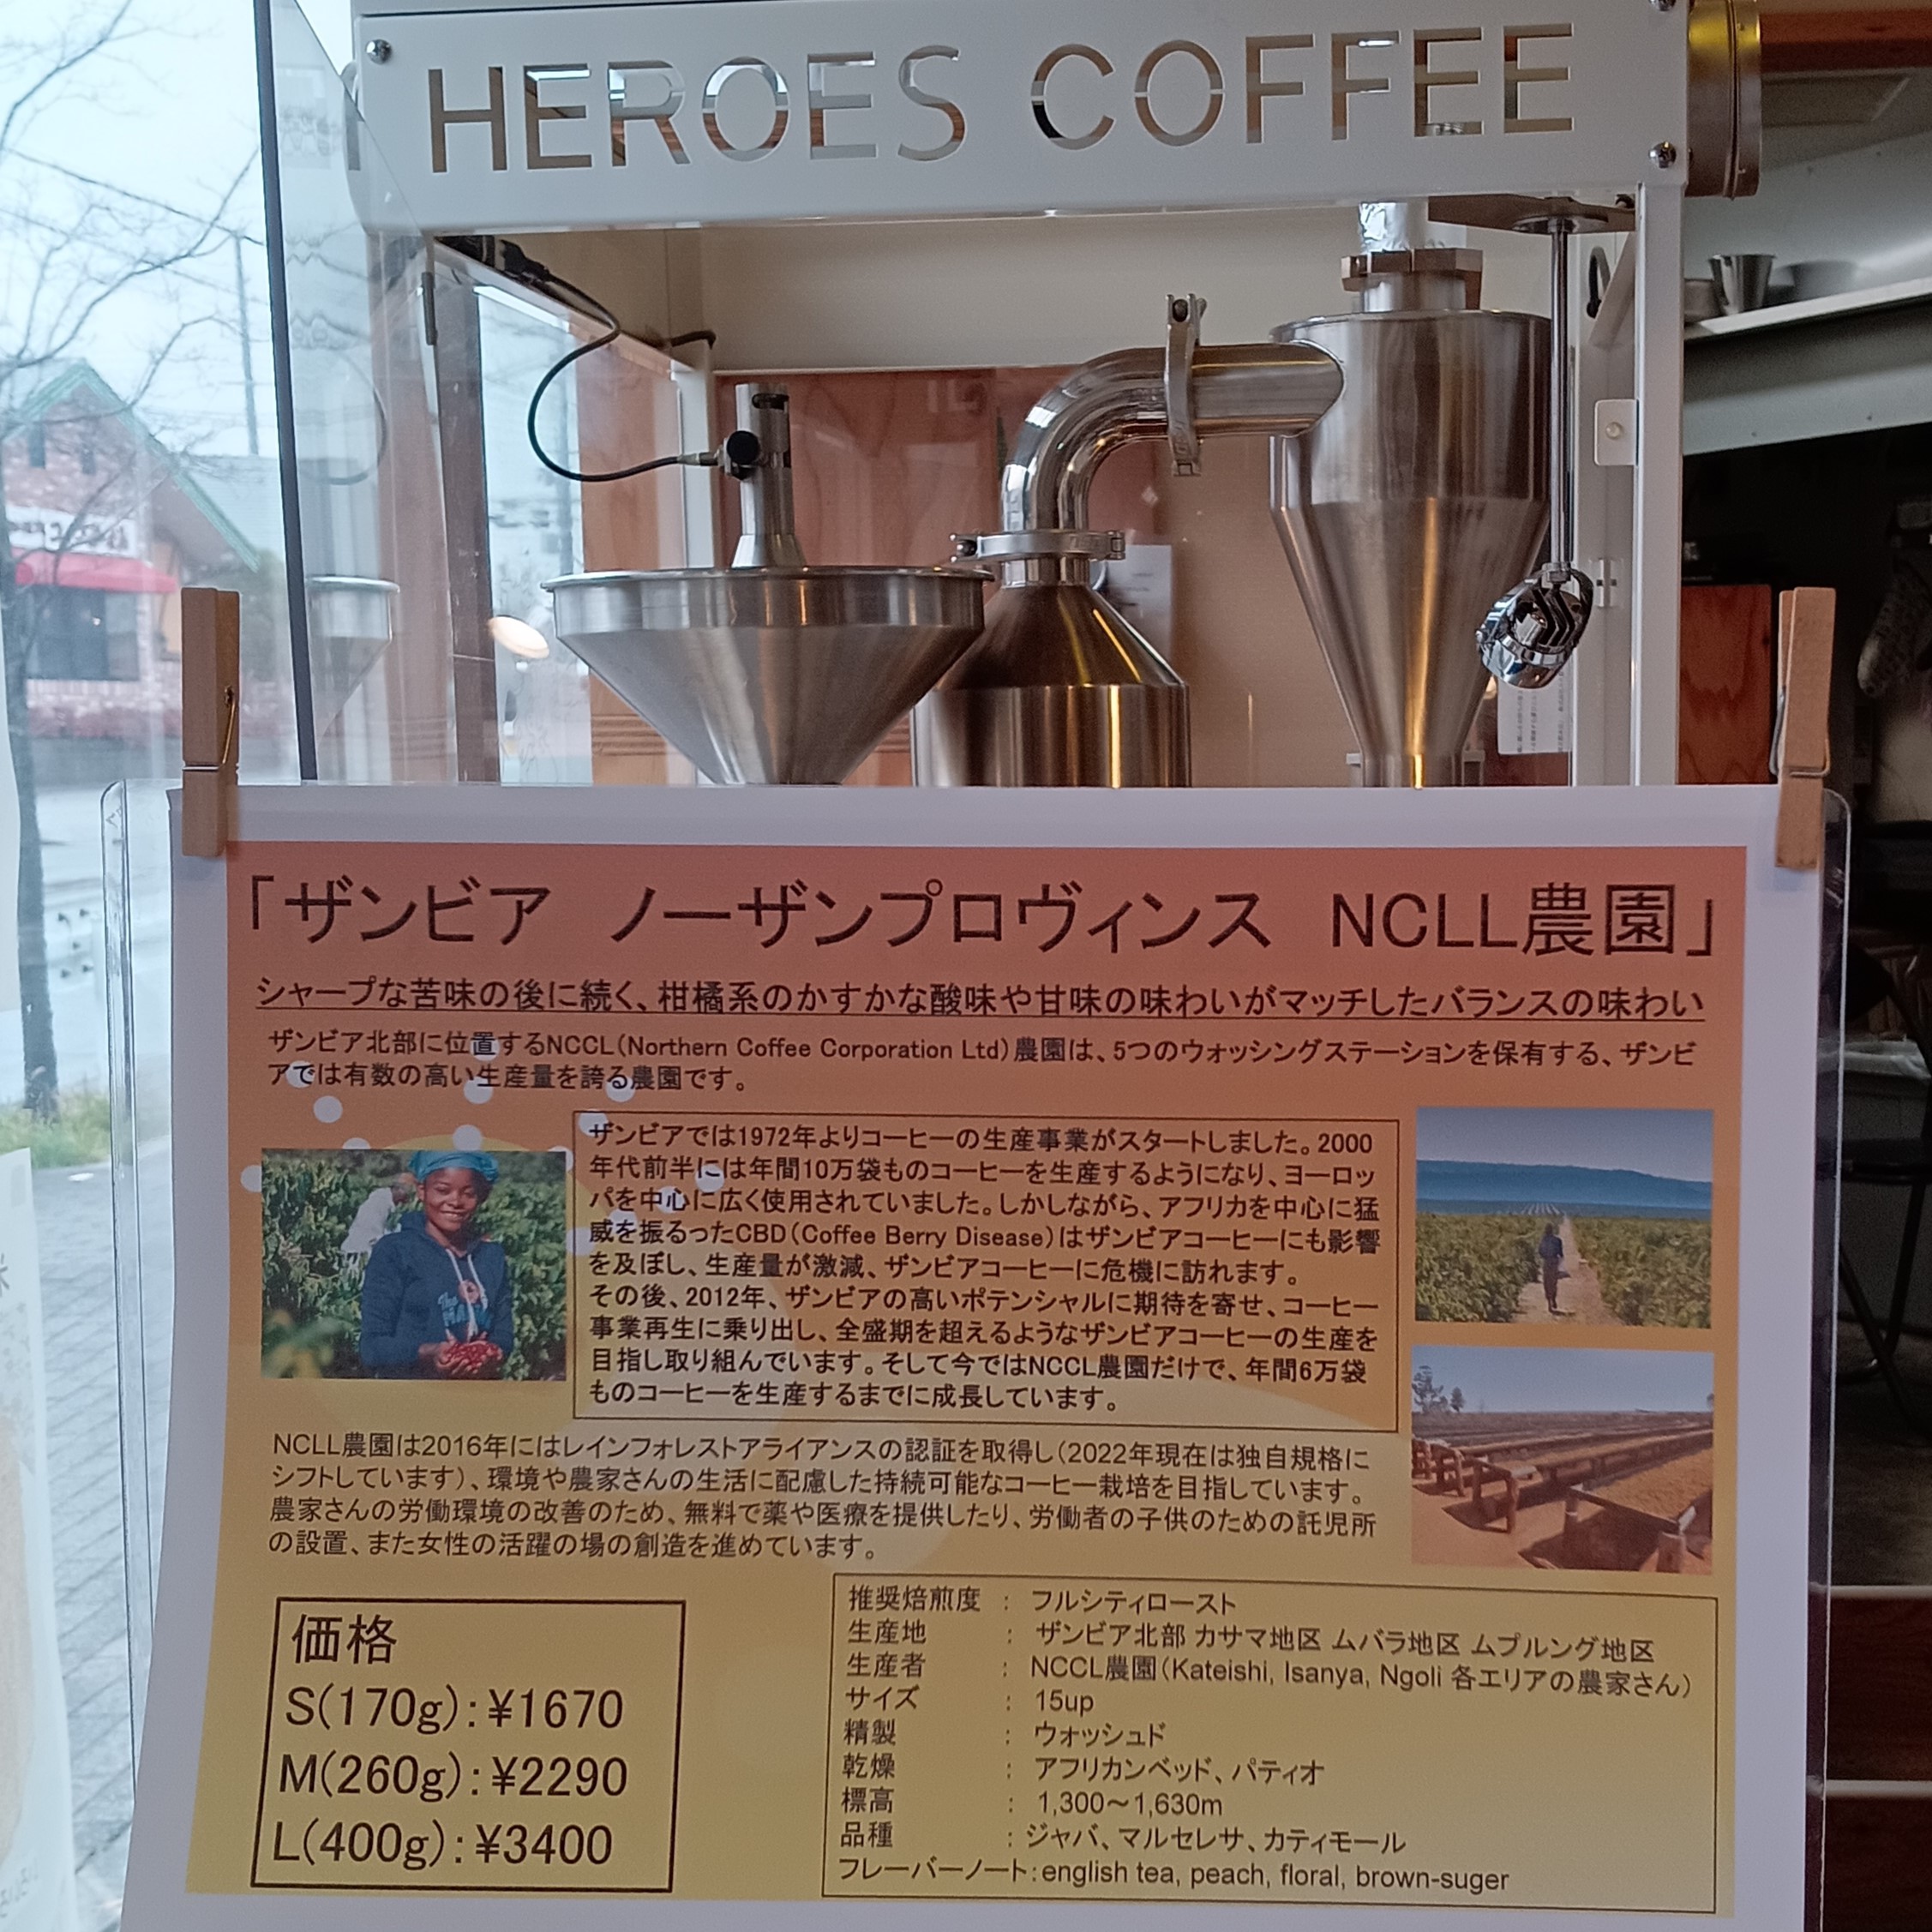 HEROES COFFEE
「ザンビア　ノーザンプロヴィンス　NCLL農園」
シャープな苦味の後に続く、柑橘系のかすかな酸味や甘味の味わいがマッチしたバランスの味わい
ザンビア北部に位置するNCCL(Northern Coffee Corporation Ltd)農園は、5つのウォッシングステーションを保有する、ザンビ
アでは有数の高い生産量を誇る農園です。
ザンビアでは1972年よりコーヒーの生産事業がスタートしました。2000
年代前半には年間10万袋ものコーヒーを生産するようになり、ヨーロッ
パを中心に広く使用されていました。しかしながら、アフリカを中心に猛
威を振るったCBD(Coffee Berry Disease)はザンビアコーヒーにも影響
を及ぼし、生産量が激減、ザンビアコーヒーに危機に訪れます。
その後、2012年、ザンビアの高いポテンシャルに期待を寄せ、コーヒー
事業再生に乗り出し、全盛期を超えるようなザンビアコーヒーの生産を
目指し取り組んでいます。そして今ではNCCL農園だけで、年間6万袋
ものコーヒーを生産するまでに成長しています。
NCLL農園は2016年にはレインフォレストアライアンスの認証を取得し(2022年現在は独自規格に
シフトしています)、環境や農家さんの生活に配慮した持続可能なコーヒー栽培を目指しています。
農家さんの労働環境の改善のため、無料で薬や医療を提供したり、労働者の子供のための託児所
の設置、また女性の活躍の場の創造を進めています。
価格
S(170g):¥1670
M(260g):¥2290
L(400g):¥3400
推奨焙煎度 : フルシティロースト
生産地 : ザンビア北部 カサマ地区 ムバラ地区 ムプルング地区
生産者 : NCCL農園(Kateishi, Isanya, Ngoli 各エリアの農家さん)
サイズ : 15up
精製 : ウォッシュド
乾燥 : アフリカンベッド、パティオ
標高 : 1,300～1,630m
品種 : ジャバ、マルセレサ、カティモール
フレーバーノート:english tea, peach, floral, brown-suger